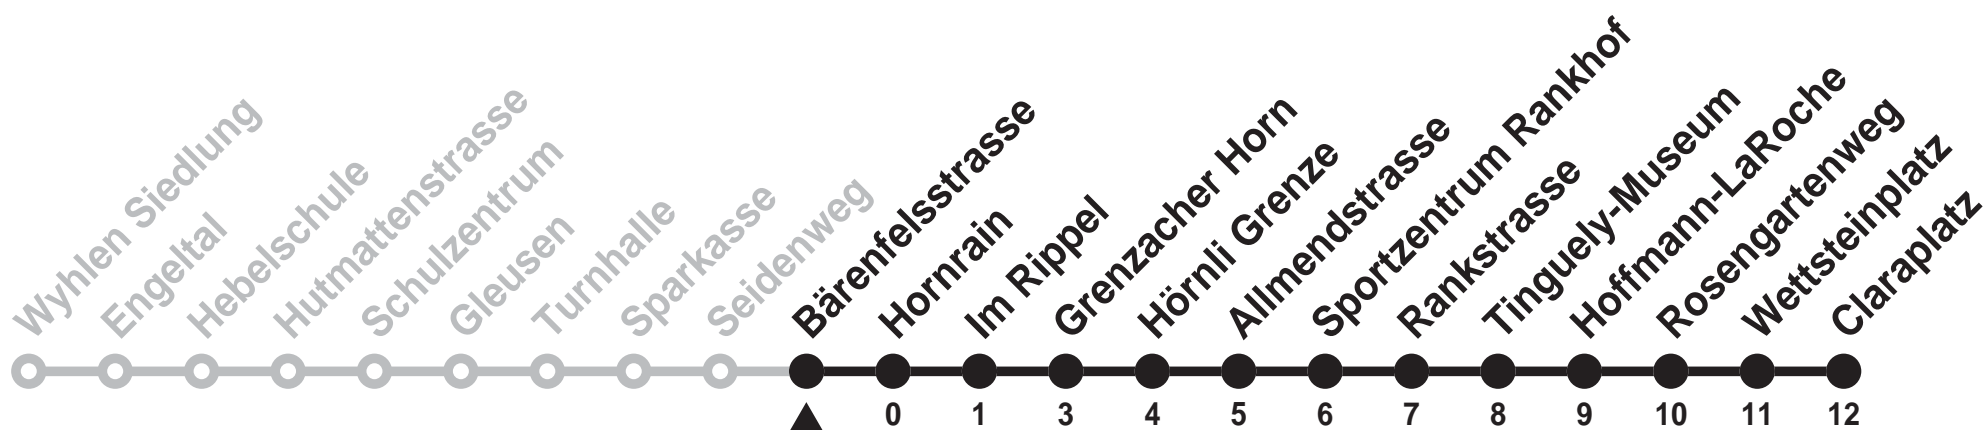 Wyhlen Siedlung
Engeltal
Hebelschule
Hutmattenstrasse
Schulzentrum
Gleusen
Turnhalle
Sparkasse
Seidenweg
Bärenfelsstrasse
Hornrain
Im Rippel
Grenzacher Horn
Hörnli Grenze
Allmendstrasse
Sportzentrum Rankhof
Rankstrasse
Tinguely-Museum
Hoffmann-LaRoche
Rosengartenweg
Wettsteinplatz
Claraplatz
0 1 3 4 5 6 7 8 9 10 11 12